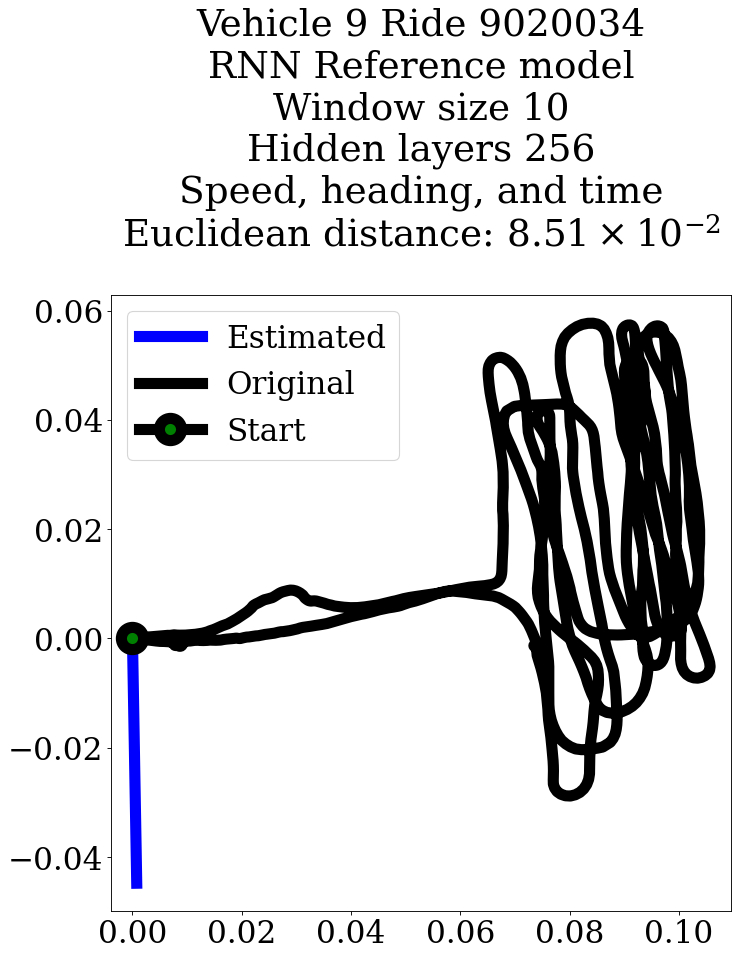 Vehicle 9 Ride 9020034
RNN Reference model
Window size 10
Hidden layers 256
Speed, heading, and time
Euclidean distance: 8.51 × 10⁻²
0.06
0.04
0.02
0.00
−0.02
−0.04
Estimated
Original
Start
0.00 0.02 0.04 0.06 0.08 0.10